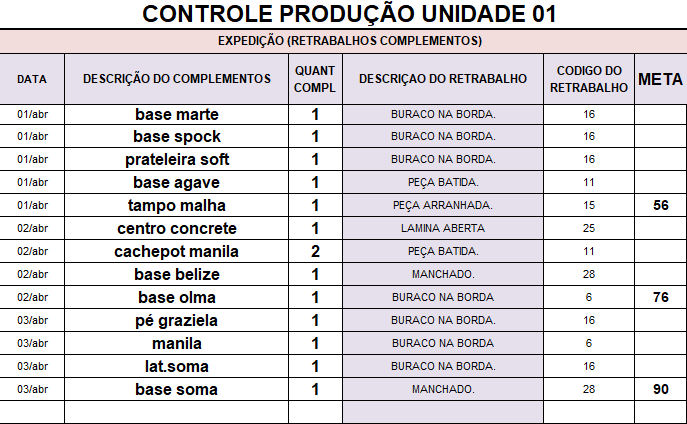 CONTROLE PRODUÇÃO UNIDADE 01
EXPEDIÇÃO (RETRABALHOS COMPLEMENTOS)
DATA DESCRIÇÃO DO COMPLEMENTOS QUANT COMPL DESCRIÇAO DO RETRABALHO CODIGO DO RETRABALHO META
01/abr base marte 1 BURACO NA BORDA. 16
01/abr base spock 1 BURACO NA BORDA. 16
01/abr prateleira soft 1 BURACO NA BORDA. 16
01/abr base agave 1 PEÇA BATIDA. 11
01/abr tampo malha 1 PEÇA ARRANHADA. 15 56
02/abr centro concrete 1 LAMINA ABERTA 25
02/abr cachepot manila 2 PEÇA BATIDA. 11
02/abr base belize 1 MANCHADO. 28
02/abr base olma 1 BURACO NA BORDA 6 76
03/abr pé graziela 1 BURACO NA BORDA. 16
03/abr manila 1 BURACO NA BORDA 6
03/abr lat.soma 1 BURACO NA BORDA. 16
03/abr base soma 1 MANCHADO. 28 90